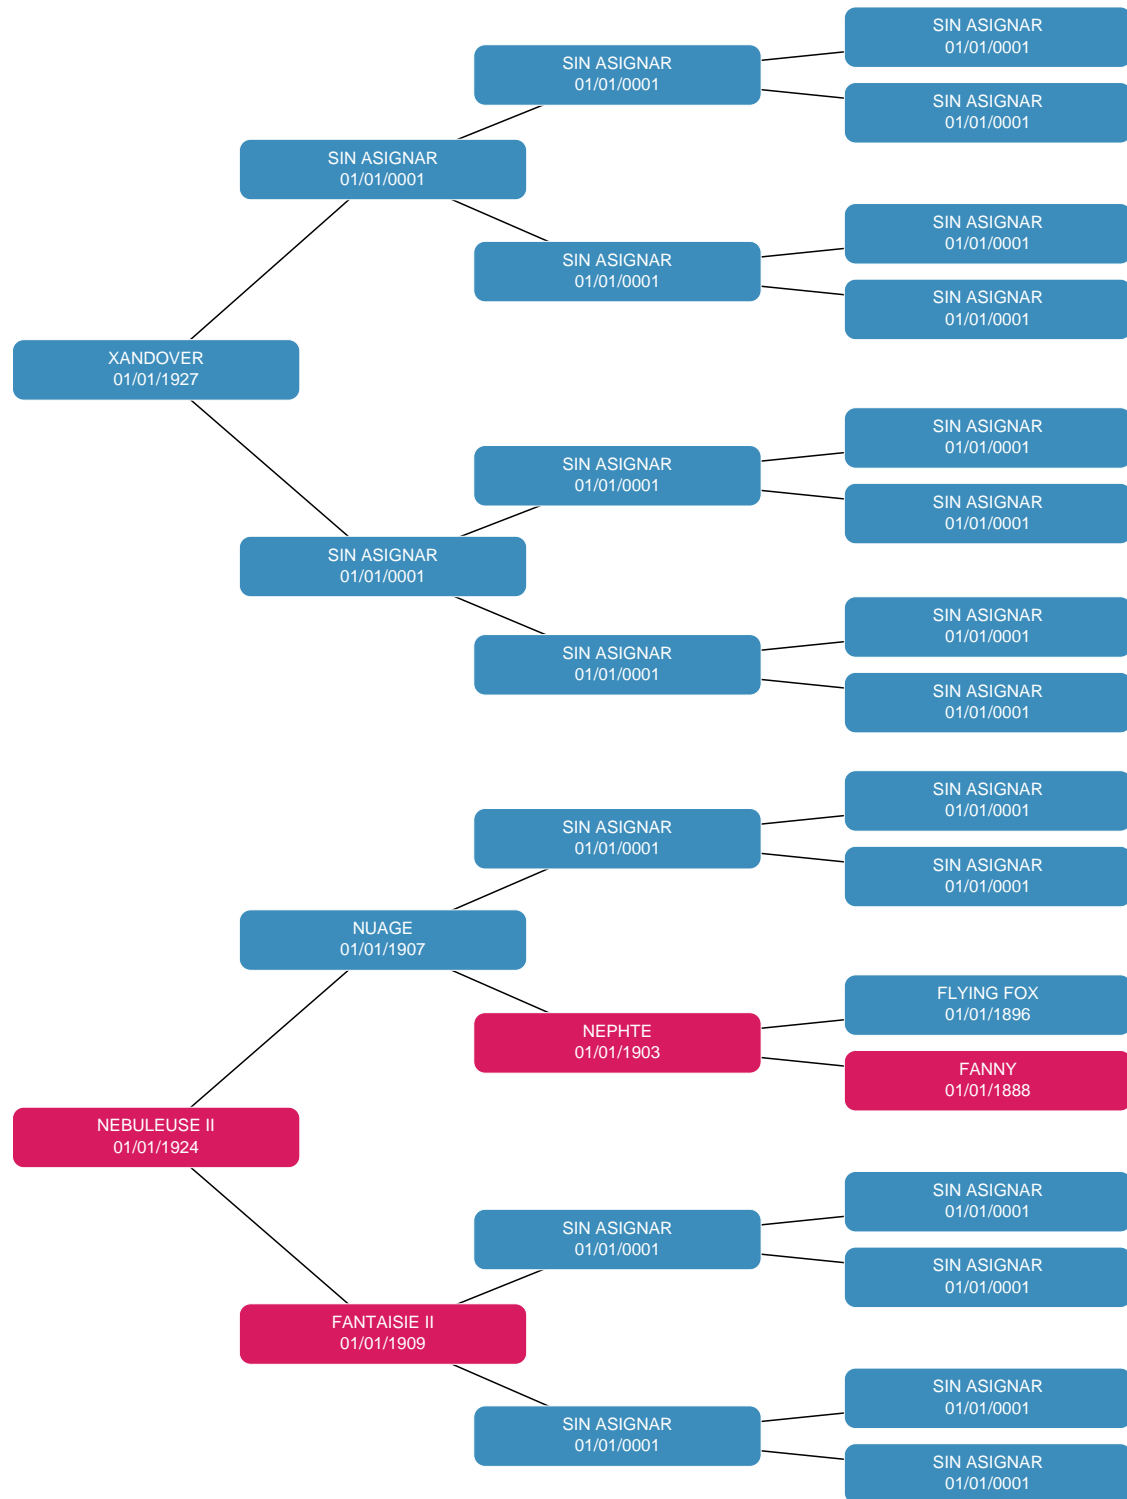 SIN ASIGNAR
01/01/0001
SIN ASIGNAR
01/01/0001
SIN ASIGNAR
01/01/0001
SIN ASIGNAR
01/01/0001
SIN ASIGNAR
01/01/0001
SIN ASIGNAR
01/01/0001
SIN ASIGNAR
01/01/0001
XANDOVER
01/01/1927
SIN ASIGNAR
01/01/0001
SIN ASIGNAR
01/01/0001
SIN ASIGNAR
01/01/0001
SIN ASIGNAR
01/01/0001
SIN ASIGNAR
01/01/0001
SIN ASIGNAR
01/01/0001
SIN ASIGNAR
01/01/0001
SIN ASIGNAR
01/01/0001
SIN ASIGNAR
01/01/0001
SIN ASIGNAR
01/01/0001
NUAGE
01/01/1907
FLYING FOX
01/01/1896
NEPHTE
01/01/1903
FANNY
01/01/1888
NEBULEUSE II
01/01/1924
SIN ASIGNAR
01/01/0001
SIN ASIGNAR
01/01/0001
SIN ASIGNAR
01/01/0001
FANTAISIE II
01/01/1909
SIN ASIGNAR
01/01/0001
SIN ASIGNAR
01/01/0001
SIN ASIGNAR
01/01/0001